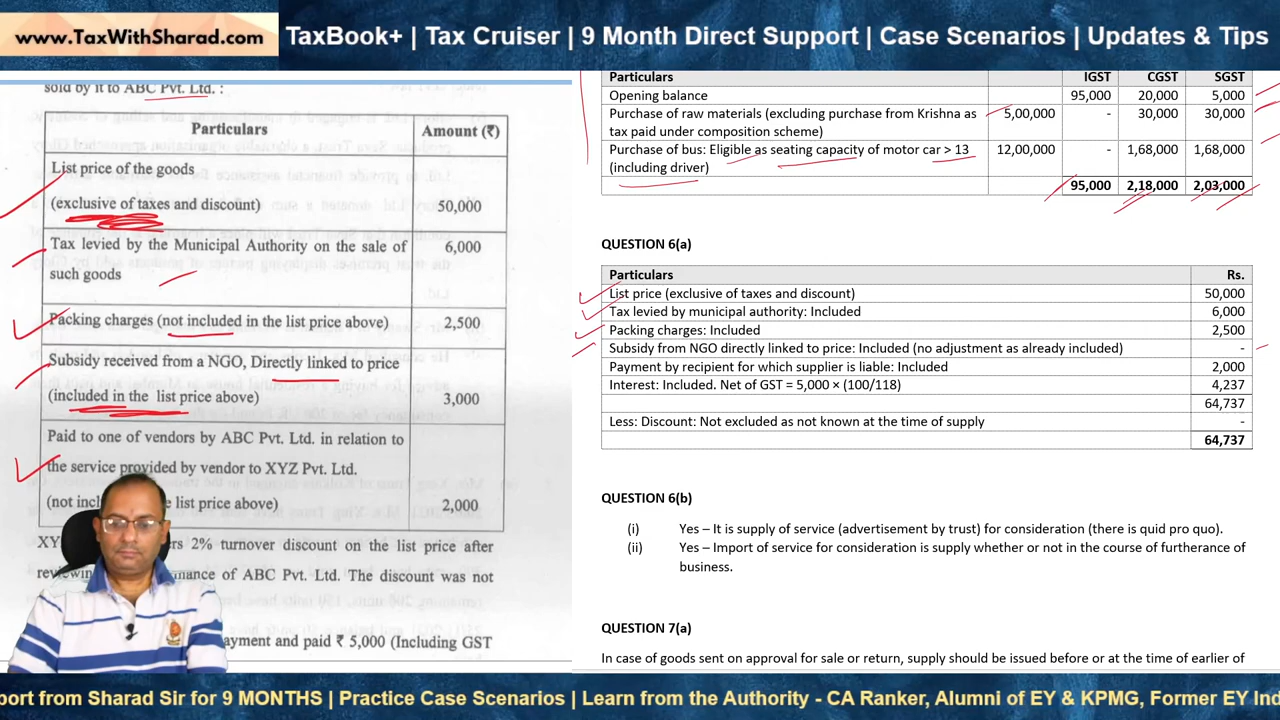 www.TaxWithSharad.com
TaxBook+ | Tax Cruiser | 9 Month Direct Support | Case Scenarios | Updates & Tips
sold by it to ABC Pvt. Ltd. :
Particulars Amount (₹)
List price of the goods
(exclusive of taxes and discount) 50,000
Tax levied by the Municipal Authority on the sale of 6,000
such goods
Packing charges (not included in the list price above) 2,500
Subsidy received from a NGO, Directly linked to price
(included in the list price above) 3,000
Paid to one of vendors by ABC Pvt. Ltd. in relation to
the service provided by vendor to XYZ Pvt. Ltd.
(not list price above) 2,000
2% turnover discount on the list price after
of ABC Pvt. Ltd. The discount was not
ayment and paid ₹ 5,000 (Including GST
Particulars IGST CGST SGST
Opening balance 95,000 20,000 5,000
Purchase of raw materials (excluding purchase from Krishna as 5,00,000 - 30,000 30,000
tax paid under composition scheme)
Purchase of bus: Eligible as seating capacity of motor car > 13 12,00,000 - 1,68,000 1,68,000
(including driver)
95,000 2,18,000 2,03,000
QUESTION 6(a)
Particulars Rs.
List price (exclusive of taxes and discount) 50,000
Tax levied by municipal authority: Included 6,000
Packing charges: Included 2,500
Subsidy from NGO directly linked to price: Included (no adjustment as already included) -
Payment by recipient for which supplier is liable: Included 2,000
Interest: Included. Net of GST = 5,000 × (100/118) 4,237
64,737
Less: Discount: Not excluded as not known at the time of supply -
64,737
QUESTION 6(b)
(i) Yes – It is supply of service (advertisement by trust) for consideration (there is quid pro quo).
(ii) Yes – Import of service for consideration is supply whether or not in the course of furtherance of
business.
QUESTION 7(a)
In case of goods sent on approval for sale or return, supply should be issued before or at the time of earlier of
port from Sharad Sir for 9 MONTHS | Practice Case Scenarios | Learn from the Authority - CA Ranker, Alumni of EY & KPMG, Former EY Ind